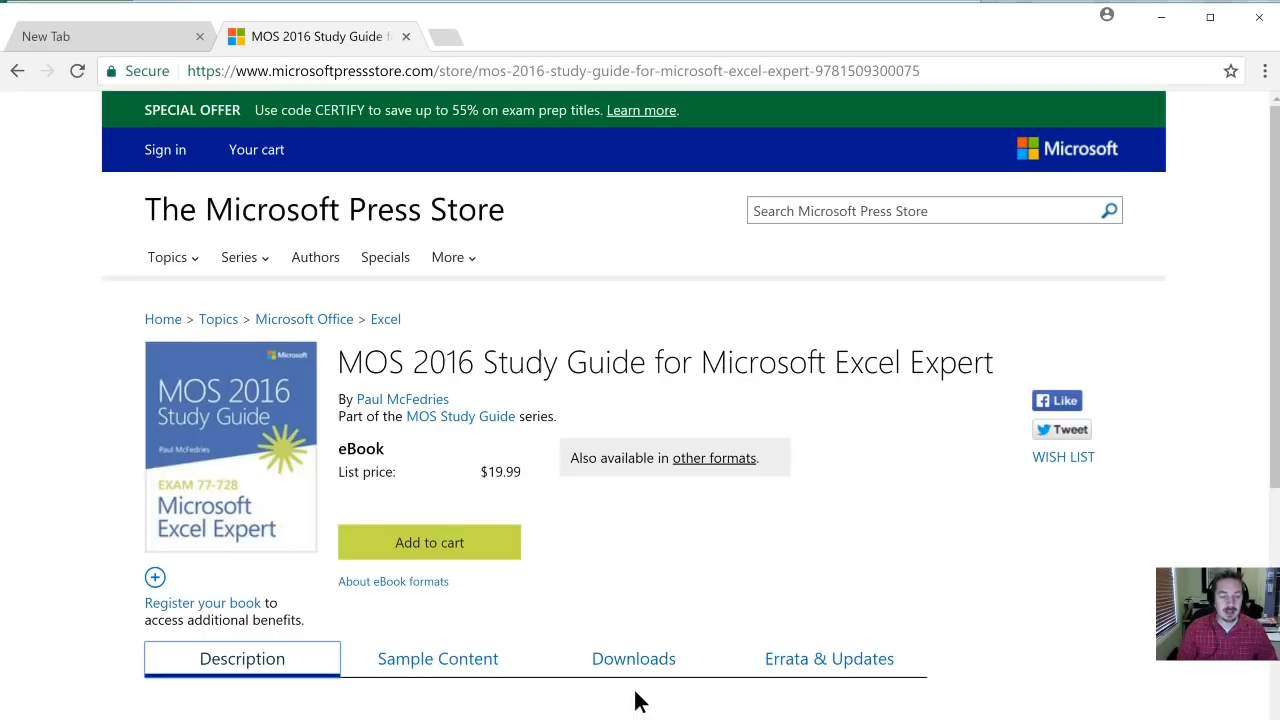 New Tab
MOS 2016 Study Guide f
Secure
https://www.microsoftpressstore.com/store/mos-2016-study-guide-for-microsoft-excel-expert-9781509300075
SPECIAL OFFER Use code CERTIFY to save up to 55% on exam prep titles. Learn more.
Sign in Your cart
Microsoft
The Microsoft Press Store
Search Microsoft Press Store
Topics Series Authors Specials More
Home > Topics > Microsoft Office > Excel
Microsoft
MOS 2016
Study Guide
Paul McFedries
EXAM 77-728
Microsoft
Excel Expert
MOS 2016 Study Guide for Microsoft Excel Expert
By Paul McFedries
Part of the MOS Study Guide series.
eBook
List price: $19.99
Also available in other formats.
Add to cart
About eBook formats
Like
Tweet
WISH LIST
Register your book to
access additional benefits.
Description Sample Content Downloads Errata & Updates